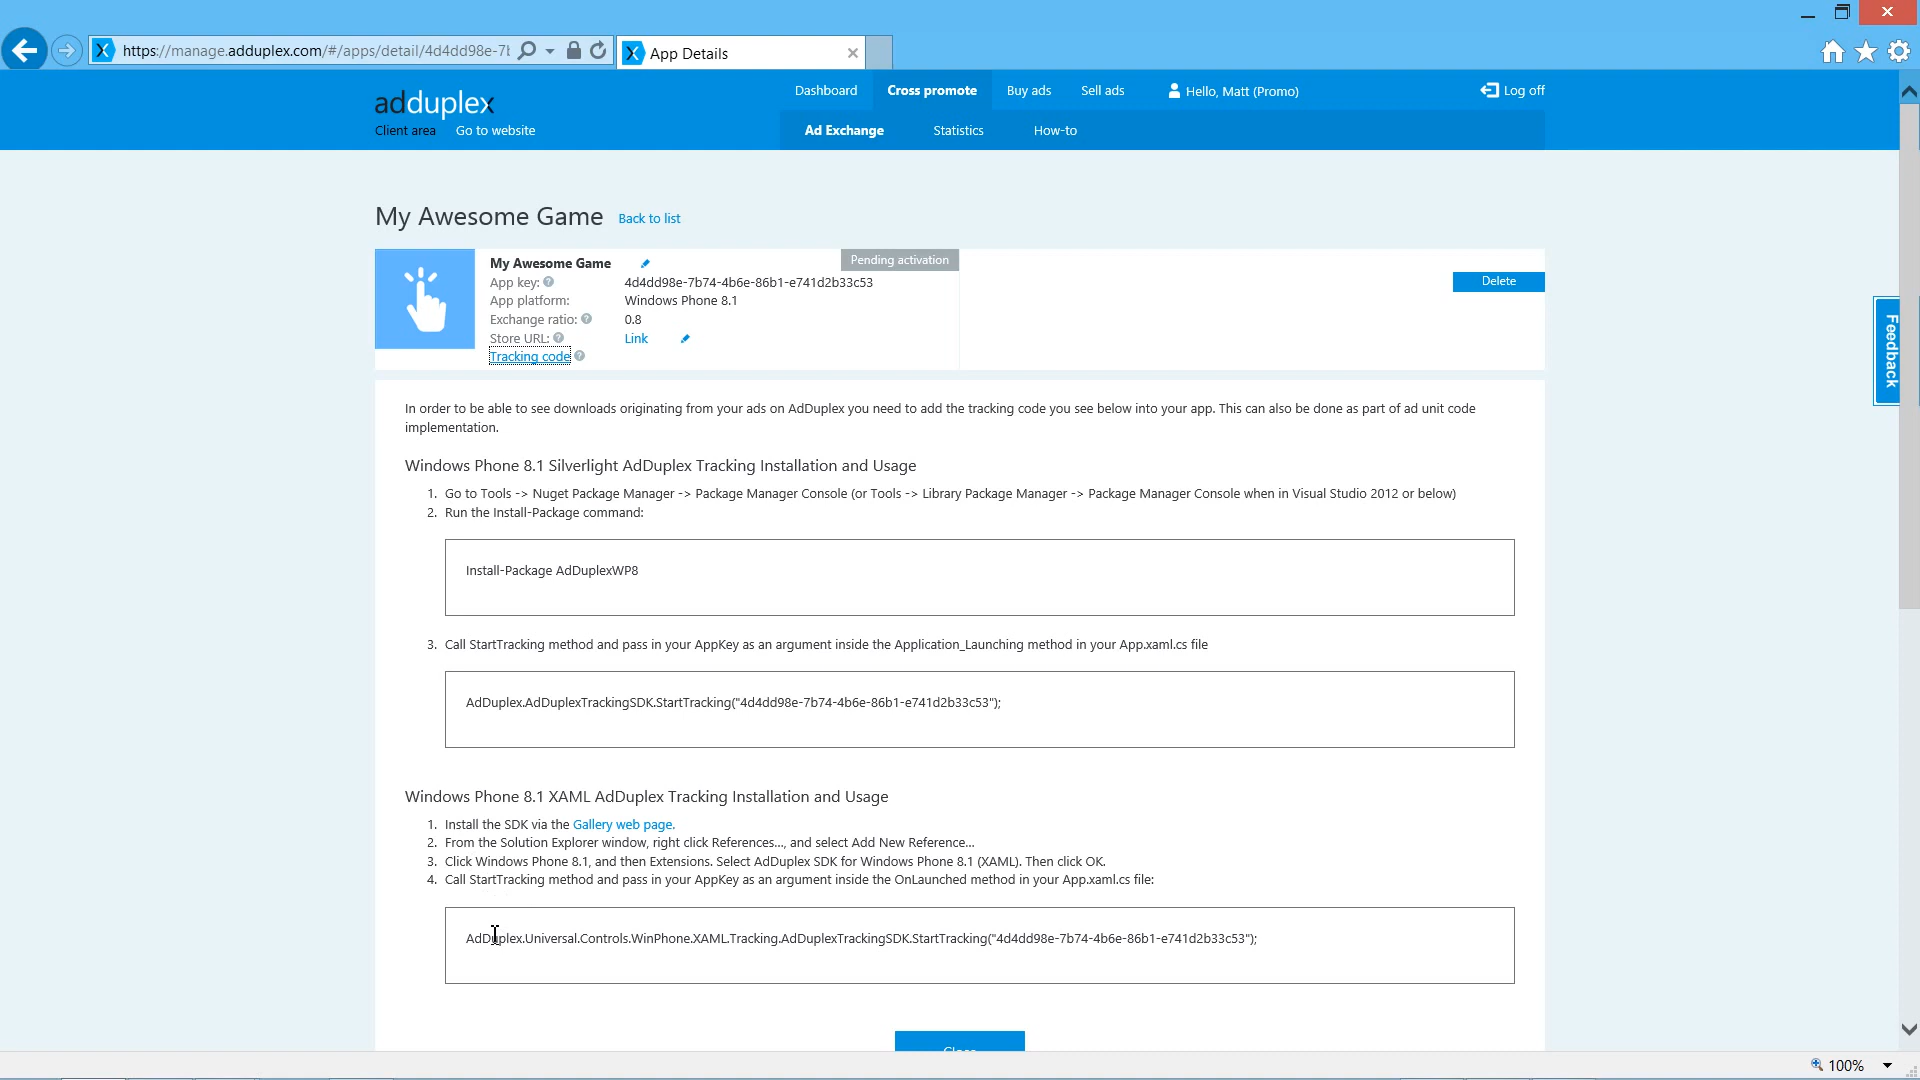 https://manage.adduplex.com/#/apps/detail/4d4dd98e-7b
App Details
adduplex
Client area Go to website
Dashboard Cross promote Buy ads Sell ads Hello, Matt (Promo) Log off
Ad Exchange Statistics How-to
My Awesome Game Back to list
My Awesome Game
Pending activation
App key: ? 4d4dd98e-7b74-4b6e-86b1-e741d2b33c53
Delete
App platform: Windows Phone 8.1
Exchange ratio: ? 0.8
Store URL: ? Link
Tracking code ?
Feedback
In order to be able to see downloads originating from your ads on AdDuplex you need to add the tracking code you see below into your app. This can also be done as part of ad unit code
implementation.
Windows Phone 8.1 Silverlight AdDuplex Tracking Installation and Usage
1. Go to Tools -> Nuget Package Manager -> Package Manager Console (or Tools -> Library Package Manager -> Package Manager Console when in Visual Studio 2012 or below)
2. Run the Install-Package command:
Install-Package AdDuplexWP8
3. Call StartTracking method and pass in your AppKey as an argument inside the Application_Launching method in your App.xaml.cs file
AdDuplex.AdDuplexTrackingSDK.StartTracking("4d4dd98e-7b74-4b6e-86b1-e741d2b33c53");
Windows Phone 8.1 XAML AdDuplex Tracking Installation and Usage
1. Install the SDK via the Gallery web page.
2. From the Solution Explorer window, right click References..., and select Add New Reference...
3. Click Windows Phone 8.1, and then Extensions. Select AdDuplex SDK for Windows Phone 8.1 (XAML). Then click OK.
4. Call StartTracking method and pass in your AppKey as an argument inside the OnLaunched method in your App.xaml.cs file:
AdDuplex.Universal.Controls.WinPhone.XAML.Tracking.AdDuplexTrackingSDK.StartTracking("4d4dd98e-7b74-4b6e-86b1-e741d2b33c53");
Close
100%